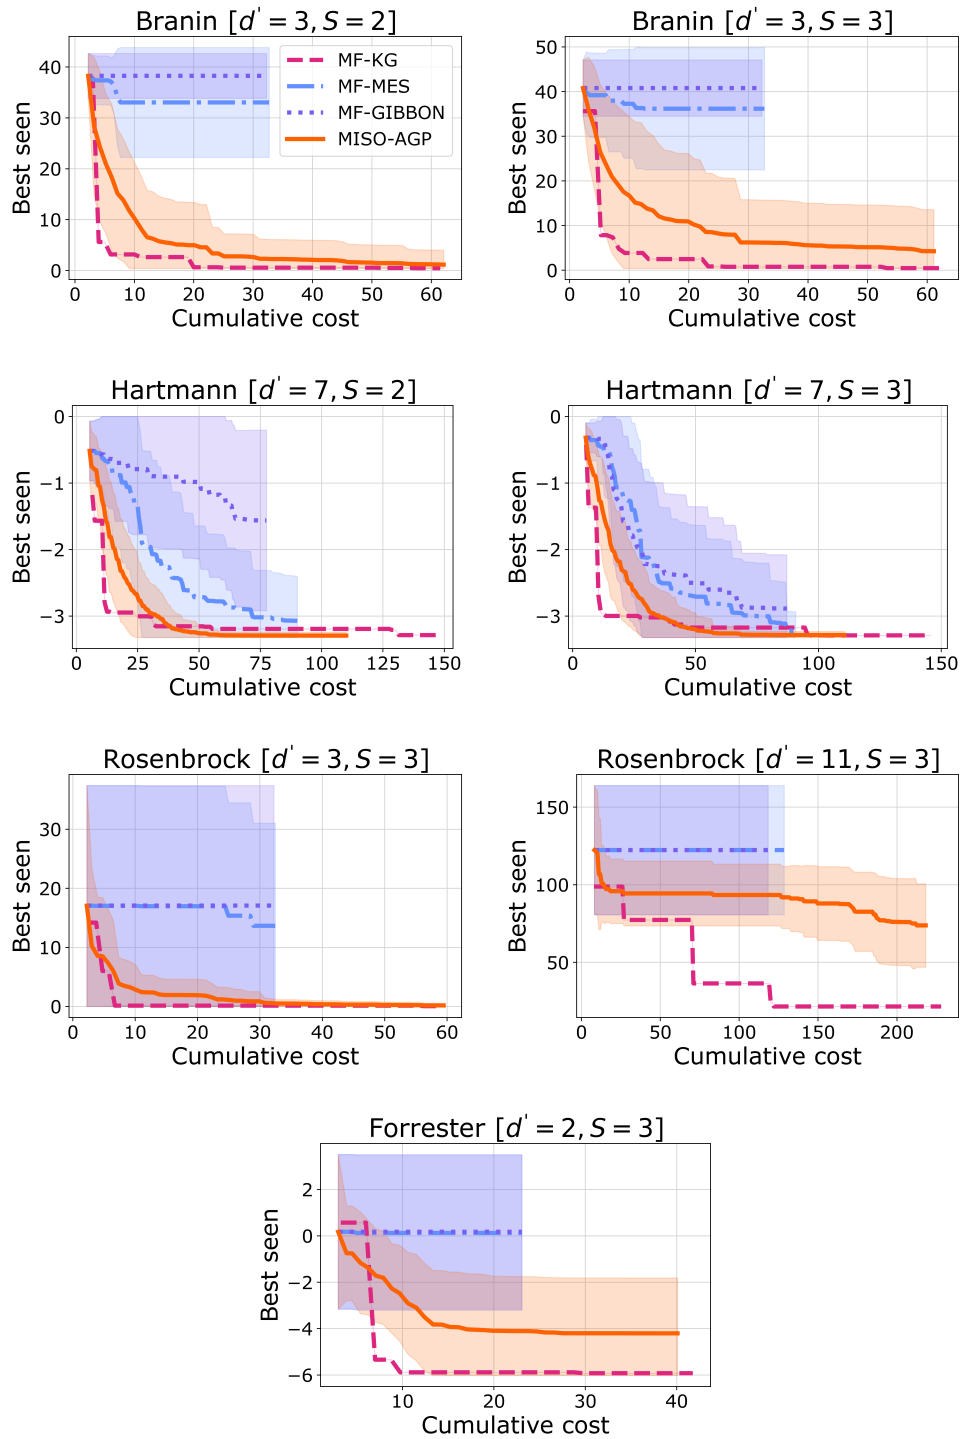 Branin [d' = 3, S = 2]
Best seen
40
30
20
10
0
MF-KG
MF-MES
MF-GIBBON
MISO-AGP
0 10 20 30 40 50 60
Cumulative cost
Branin [d' = 3, S = 3]
Best seen
50
40
30
20
10
0
0 10 20 30 40 50 60
Cumulative cost
Hartmann [d' = 7, S = 2]
Best seen
0
−1
−2
−3
0 25 50 75 100 125 150
Cumulative cost
Hartmann [d' = 7, S = 3]
Best seen
0
−1
−2
−3
0 50 100 150
Cumulative cost
Rosenbrock [d' = 3, S = 3]
Best seen
30
20
10
0
0 10 20 30 40 50 60
Cumulative cost
Rosenbrock [d' = 11, S = 3]
Best seen
150
100
50
0 50 100 150 200
Cumulative cost
Forrester [d' = 2, S = 3]
Best seen
2
0
−2
−4
−6
10 20 30 40
Cumulative cost